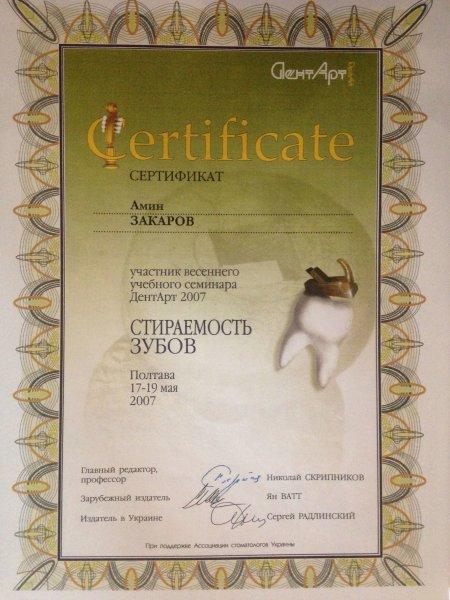 ДентАрт
Certificate
СЕРТИФИКАТ
Амин
ЗАКАРОВ
участник весеннего
учебного семинара
ДентАрт 2007
СТИРАЕМОСТЬ
ЗУБОВ
Полтава
17-19 мая
2007
Главный редактор,
профессор
Николай СКРИПНИКОВ
Зарубежный издатель
Ян ВАТТ
Издатель в Украине
Сергей РАДЛИНСКИЙ
При поддержке Ассоциации стоматологов Украины